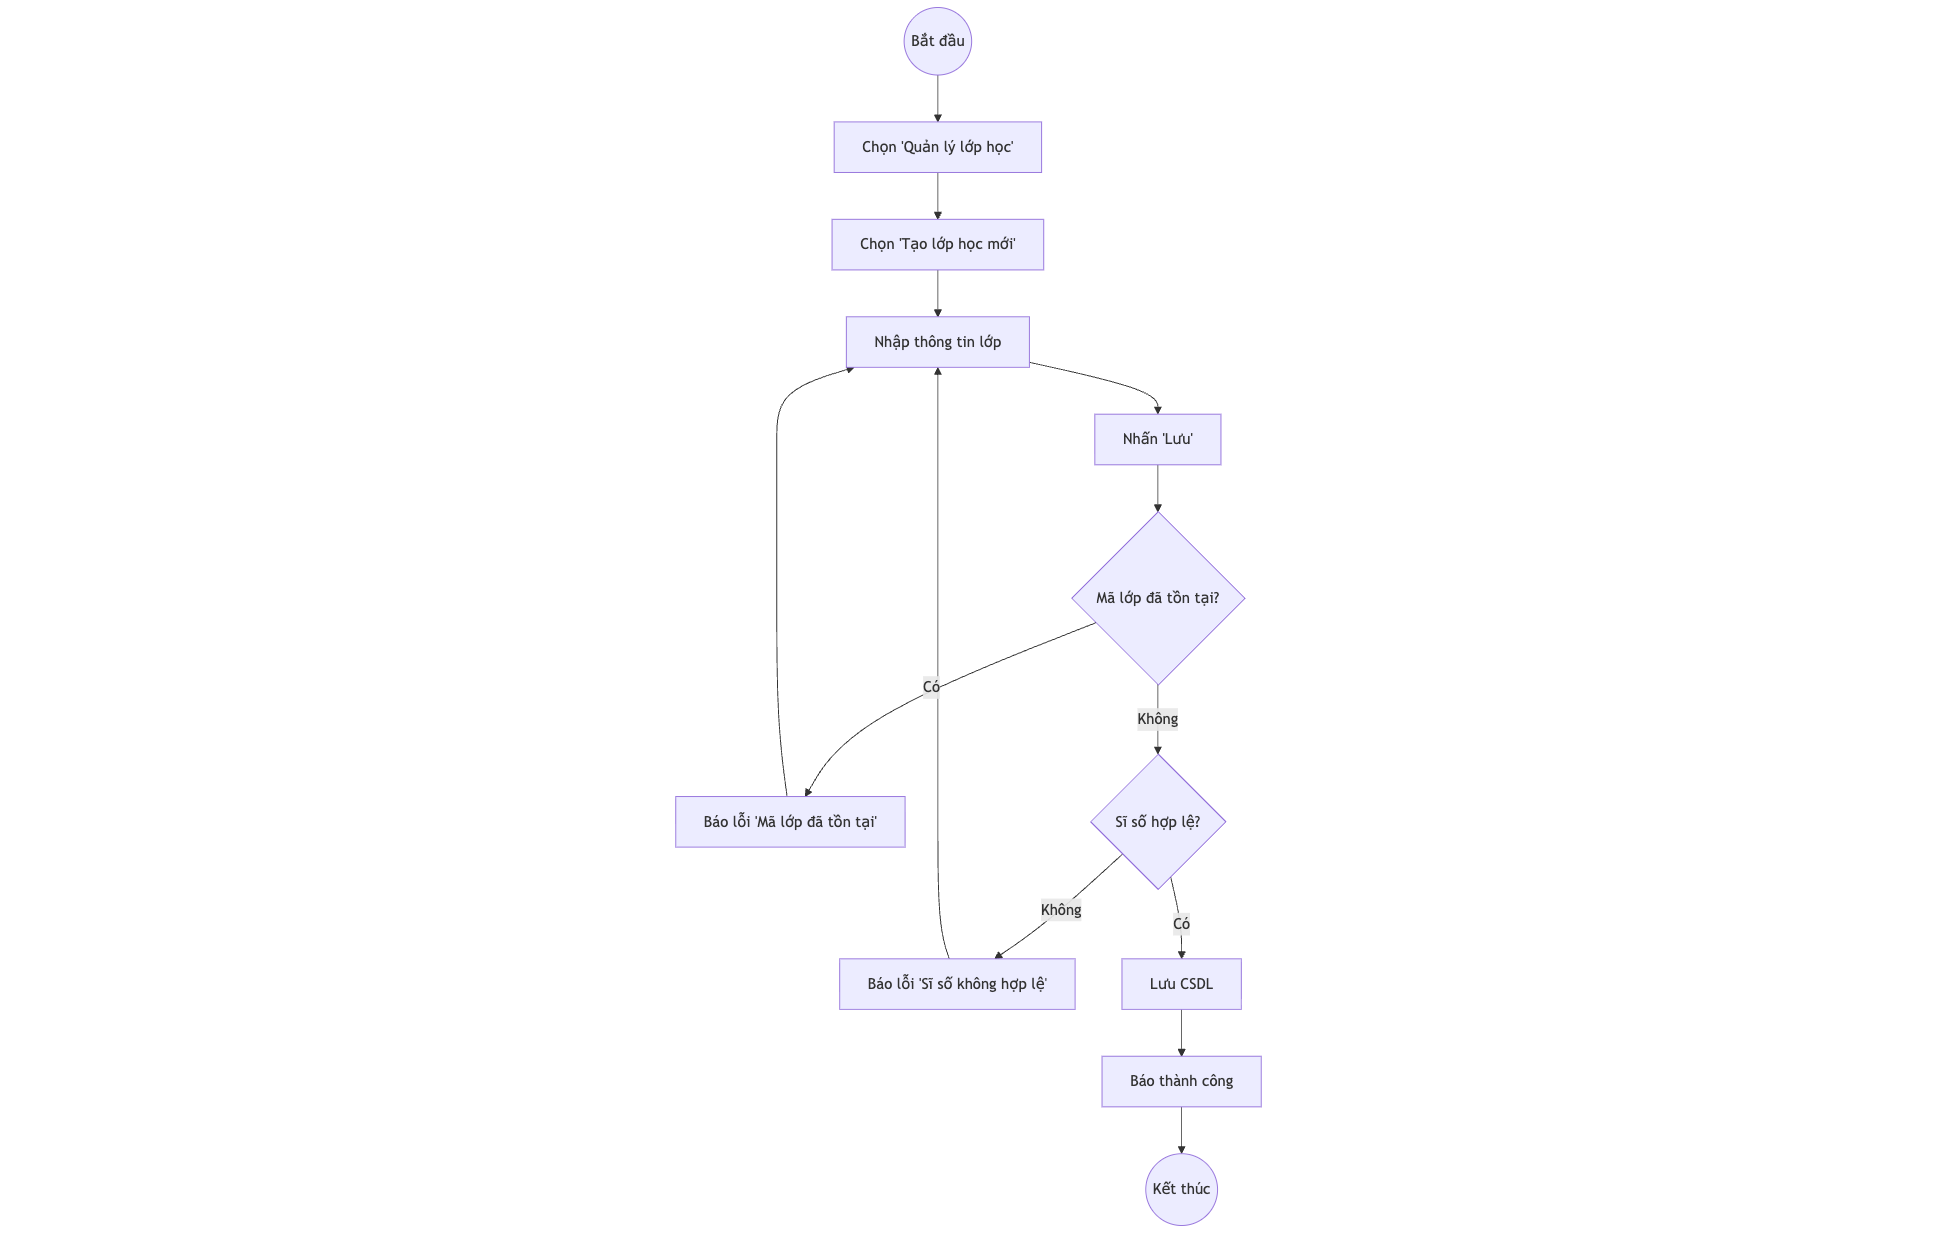 Bắt đầu
Chọn 'Quản lý lớp học'
Chọn 'Tạo lớp học mới'
Nhập thông tin lớp
Nhấn 'Lưu'
Mã lớp đã tồn tại?
Có
Không
Báo lỗi 'Mã lớp đã tồn tại'
Sĩ số hợp lệ?
Không
Có
Báo lỗi 'Sĩ số không hợp lệ'
Lưu CSDL
Báo thành công
Kết thúc